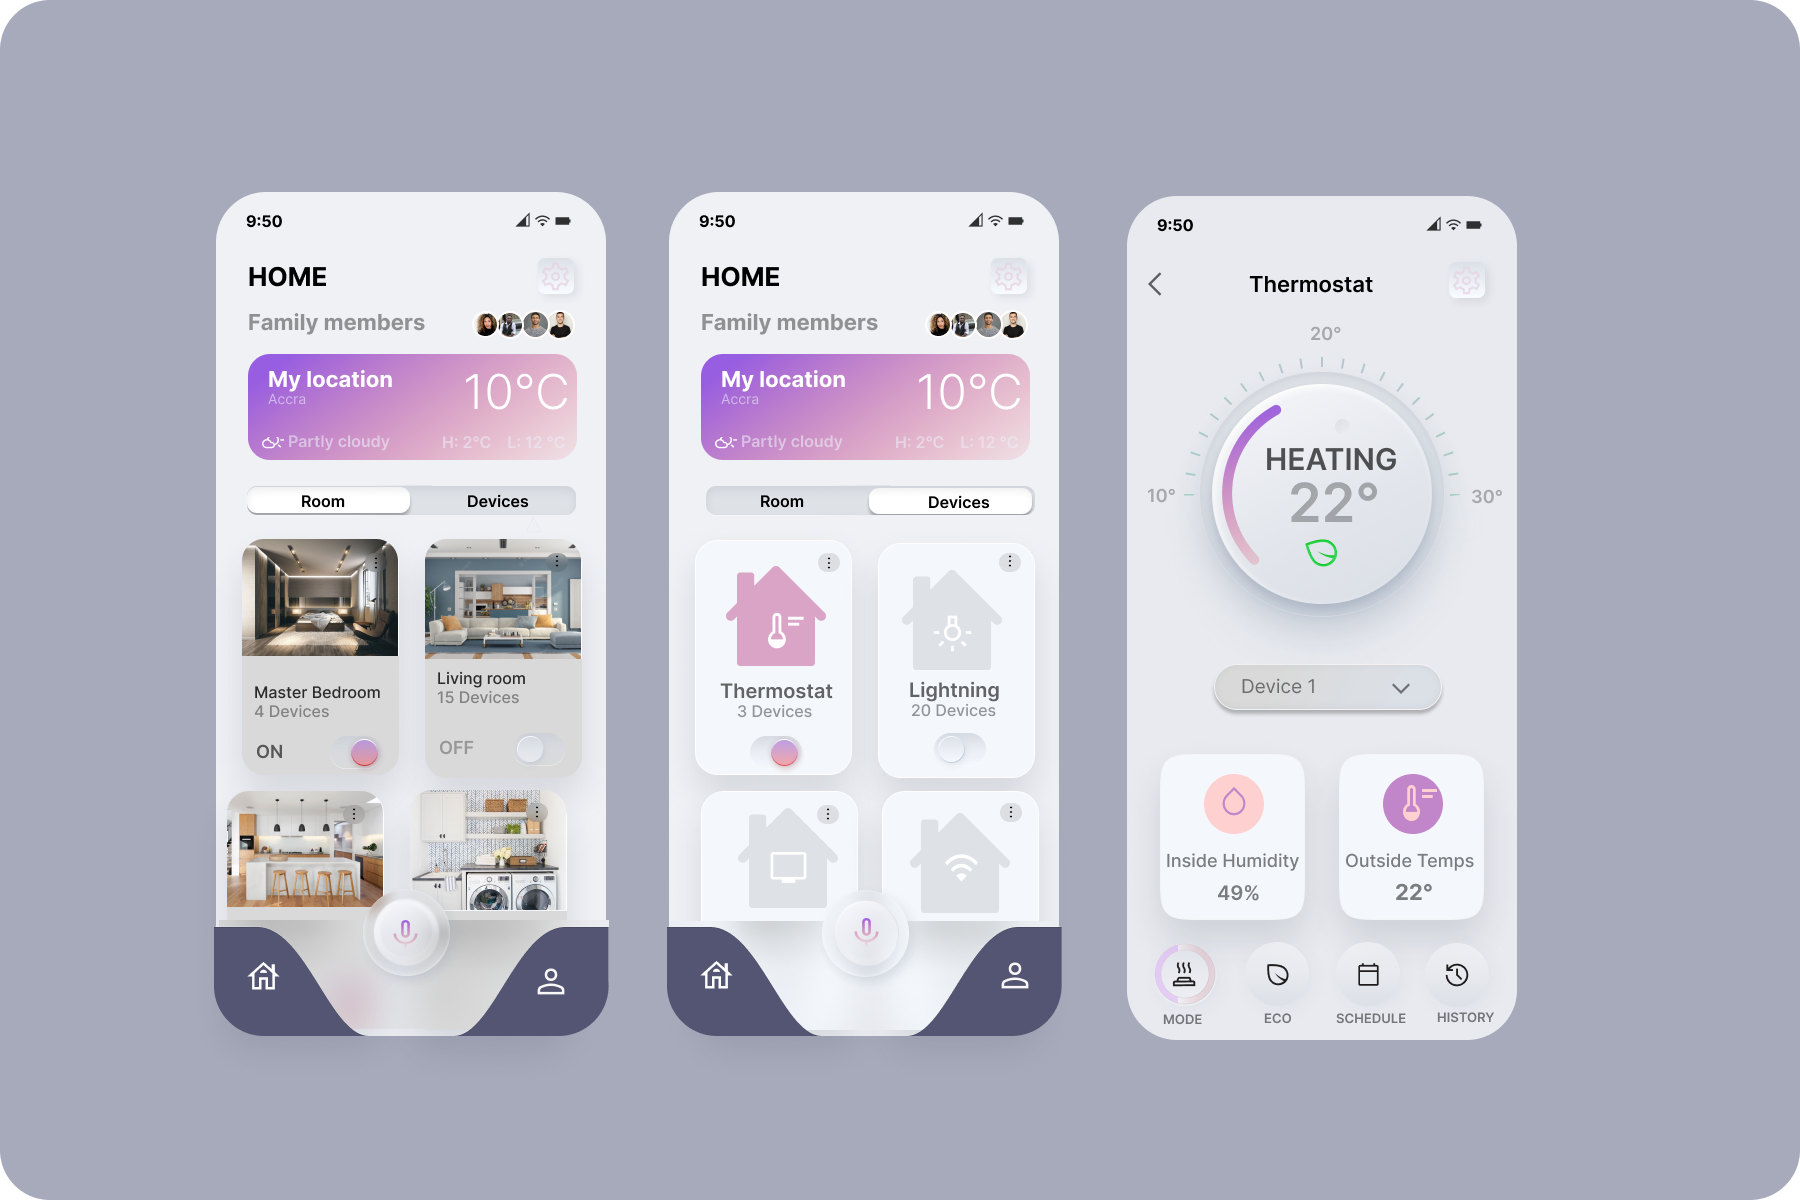 9:50
HOME
Family members
My location
Accra
10°C
Partly cloudy
H: 2°C L: 12 °C
Room Devices
Master Bedroom
4 Devices
ON
Living room
15 Devices
OFF
9:50
HOME
Family members
My location
Accra
10°C
Partly cloudy
H: 2°C L: 12 °C
Room Devices
Thermostat
3 Devices
Lightning
20 Devices
9:50
Thermostat
20°
10°
30°
HEATING
22°
Device 1
Inside Humidity
49%
Outside Temps
22°
MODE ECO SCHEDULE HISTORY